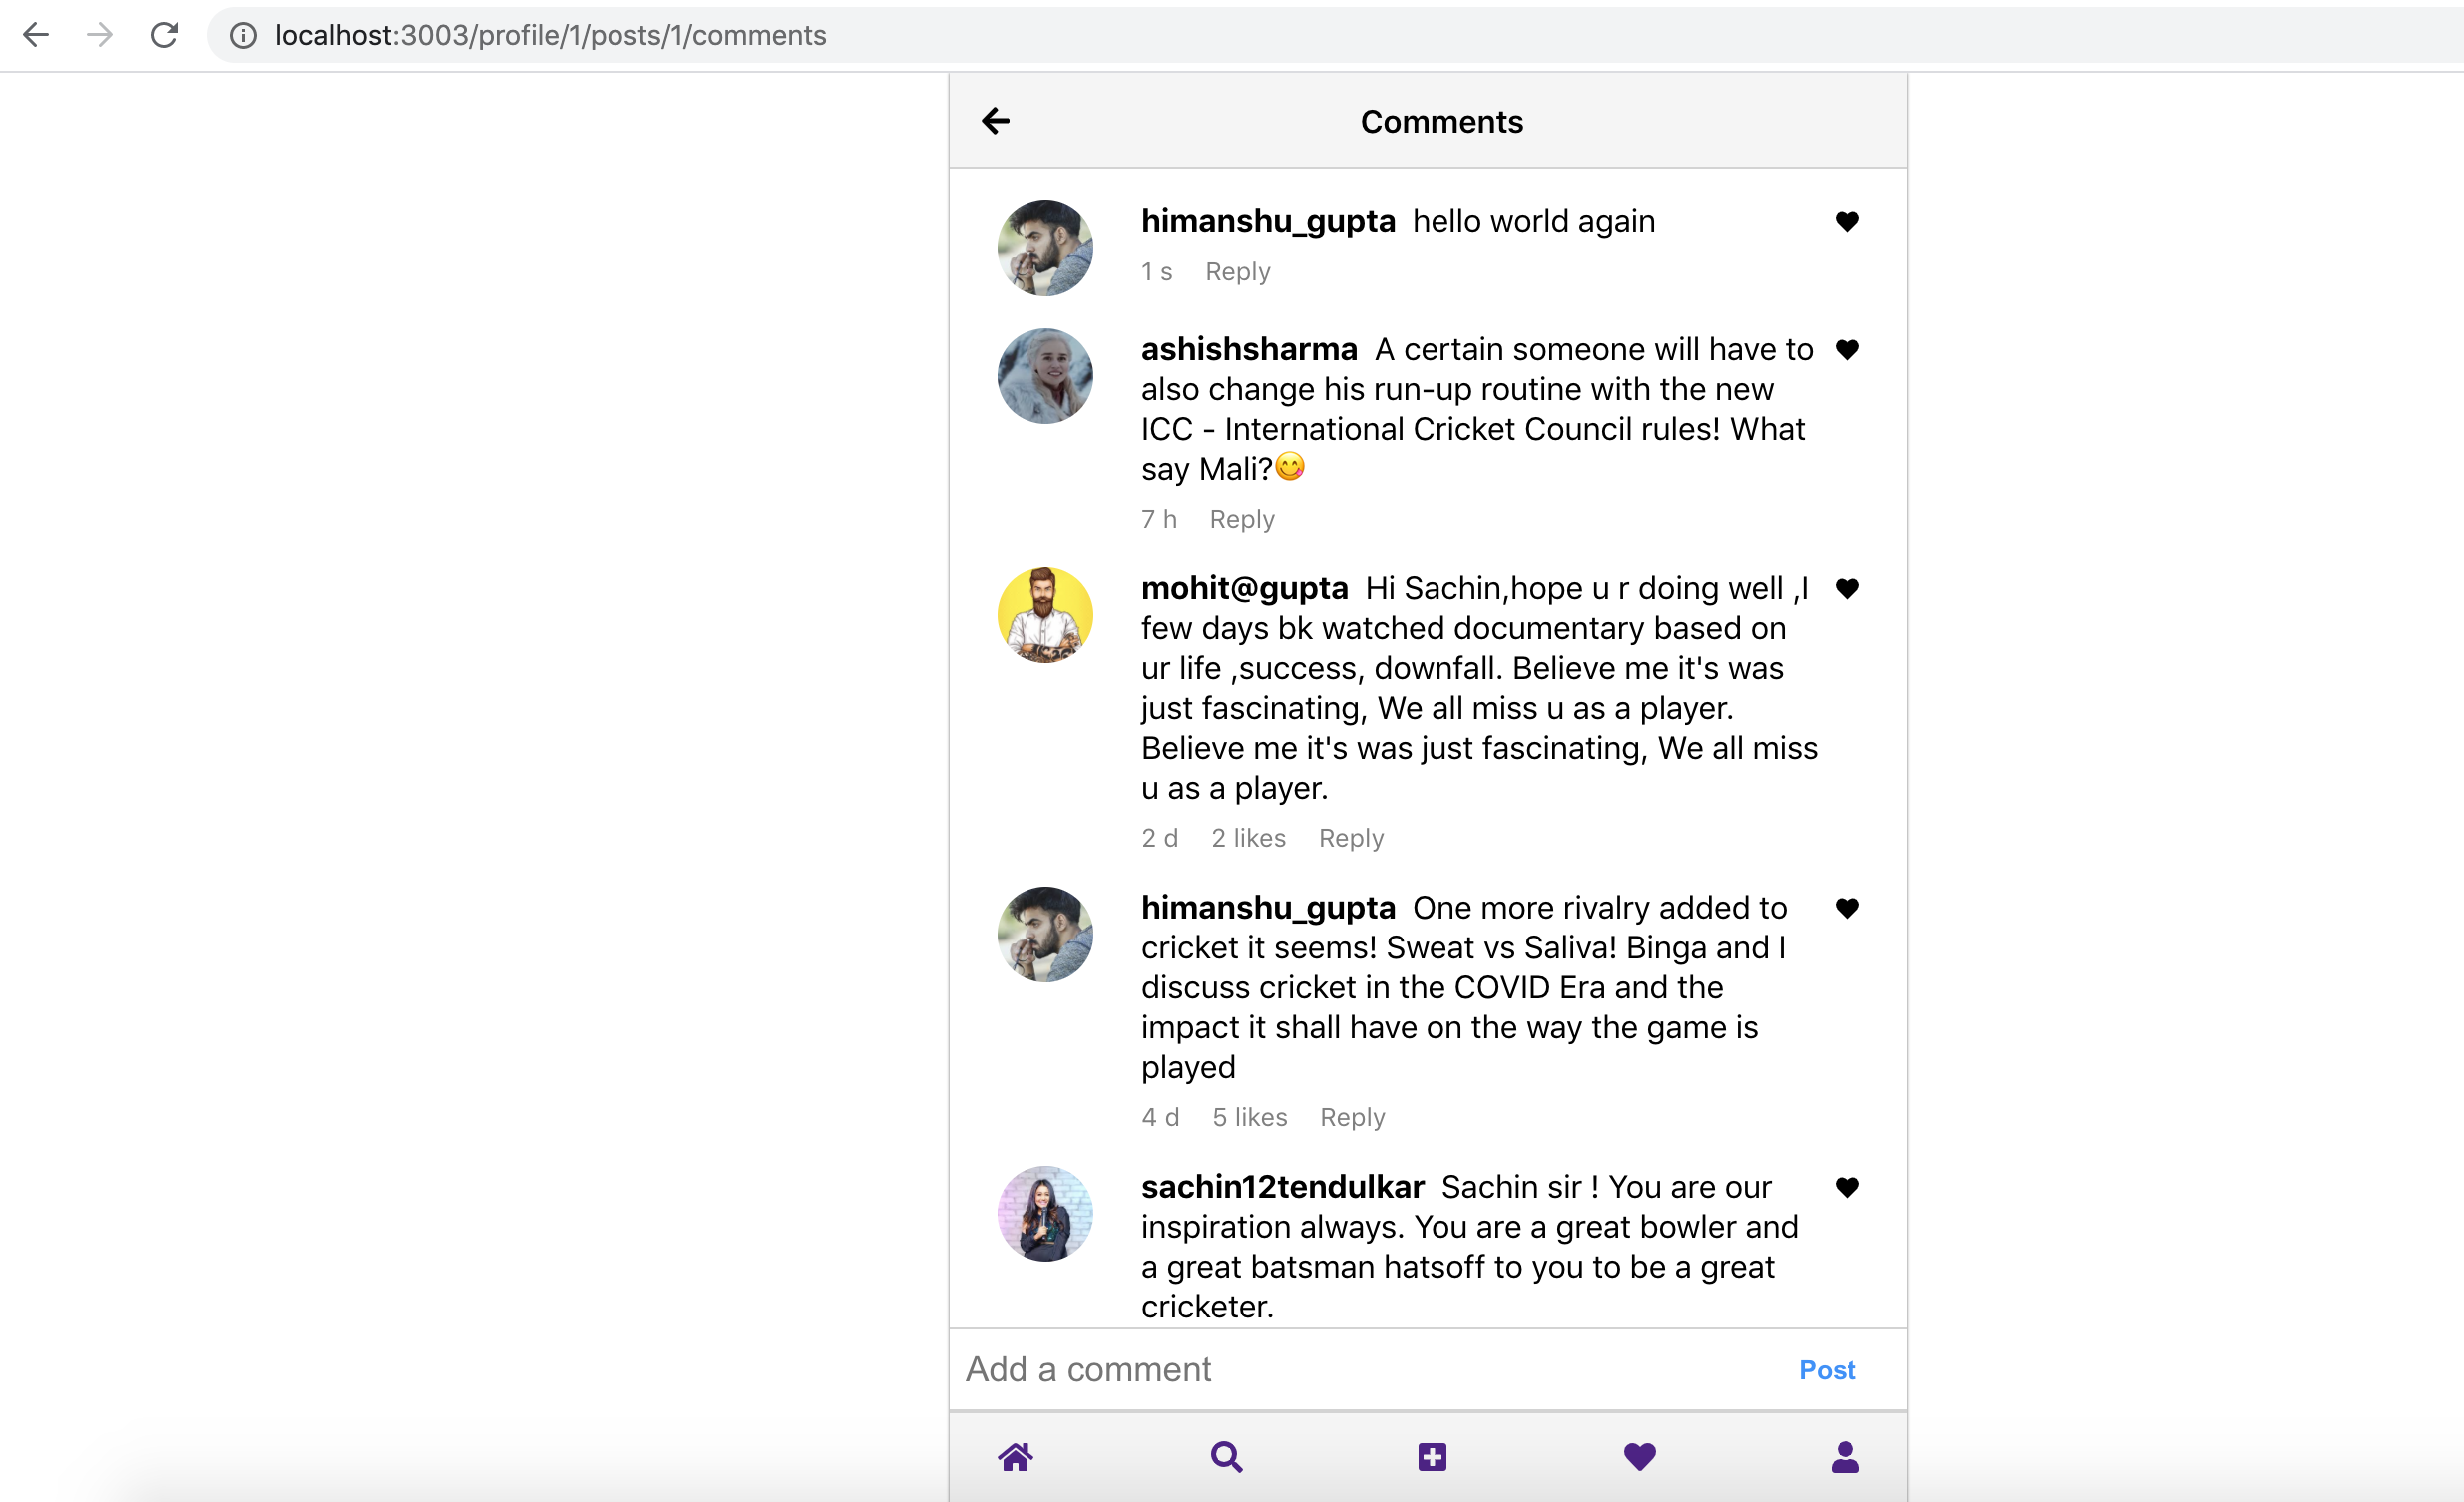 localhost:3003/profile/1/posts/1/comments
Comments
himanshu_gupta hello world again
1 s Reply
ashishsharma A certain someone will have to
also change his run-up routine with the new
ICC - International Cricket Council rules! What
say Mali?😋
7 h Reply
mohit@gupta Hi Sachin,hope u r doing well ,I
few days bk watched documentary based on
ur life ,success, downfall. Believe me it's was
just fascinating, We all miss u as a player.
Believe me it's was just fascinating, We all miss
u as a player.
2 d 2 likes Reply
himanshu_gupta One more rivalry added to
cricket it seems! Sweat vs Saliva! Binga and I
discuss cricket in the COVID Era and the
impact it shall have on the way the game is
played
4 d 5 likes Reply
sachin12tendulkar Sachin sir ! You are our
inspiration always. You are a great bowler and
a great batsman hatsoff to you to be a great
cricketer.
Add a comment Post